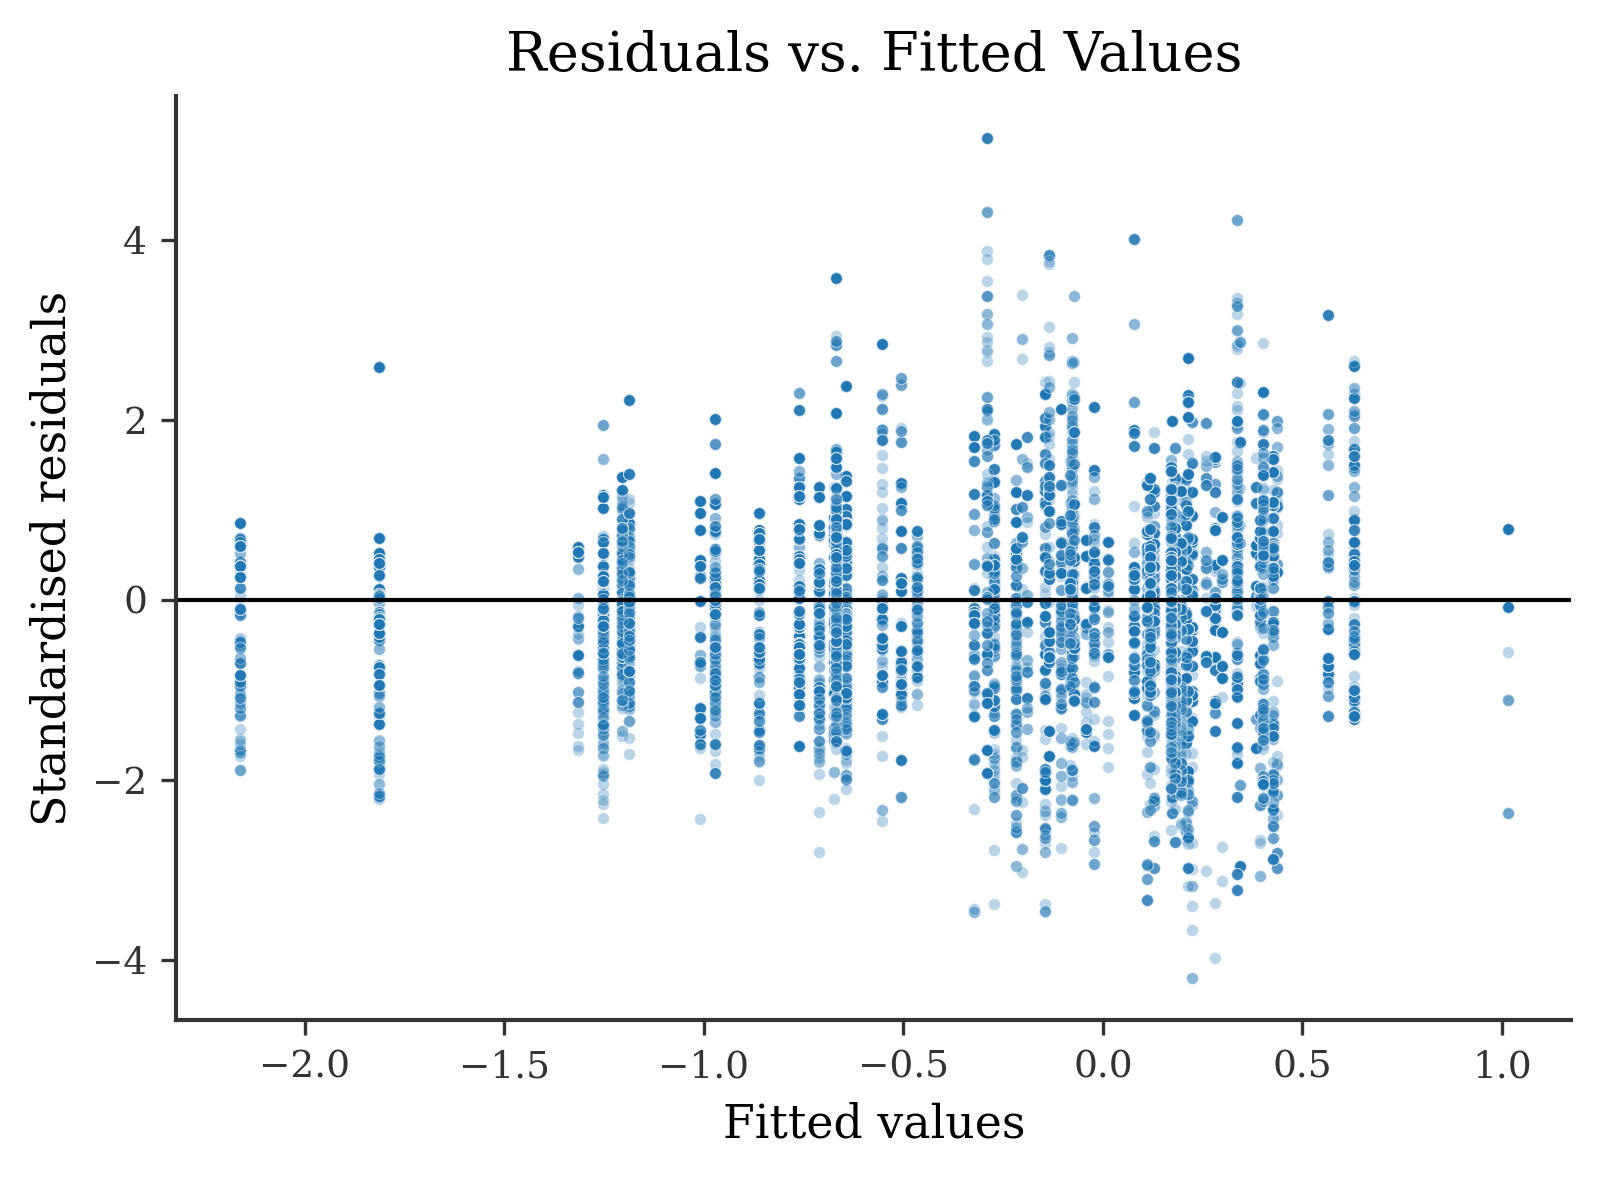 Residuals vs. Fitted Values
Standardised residuals
4
2
0
−2
−4
−2.0 −1.5 −1.0 −0.5 0.0 0.5 1.0
Fitted values